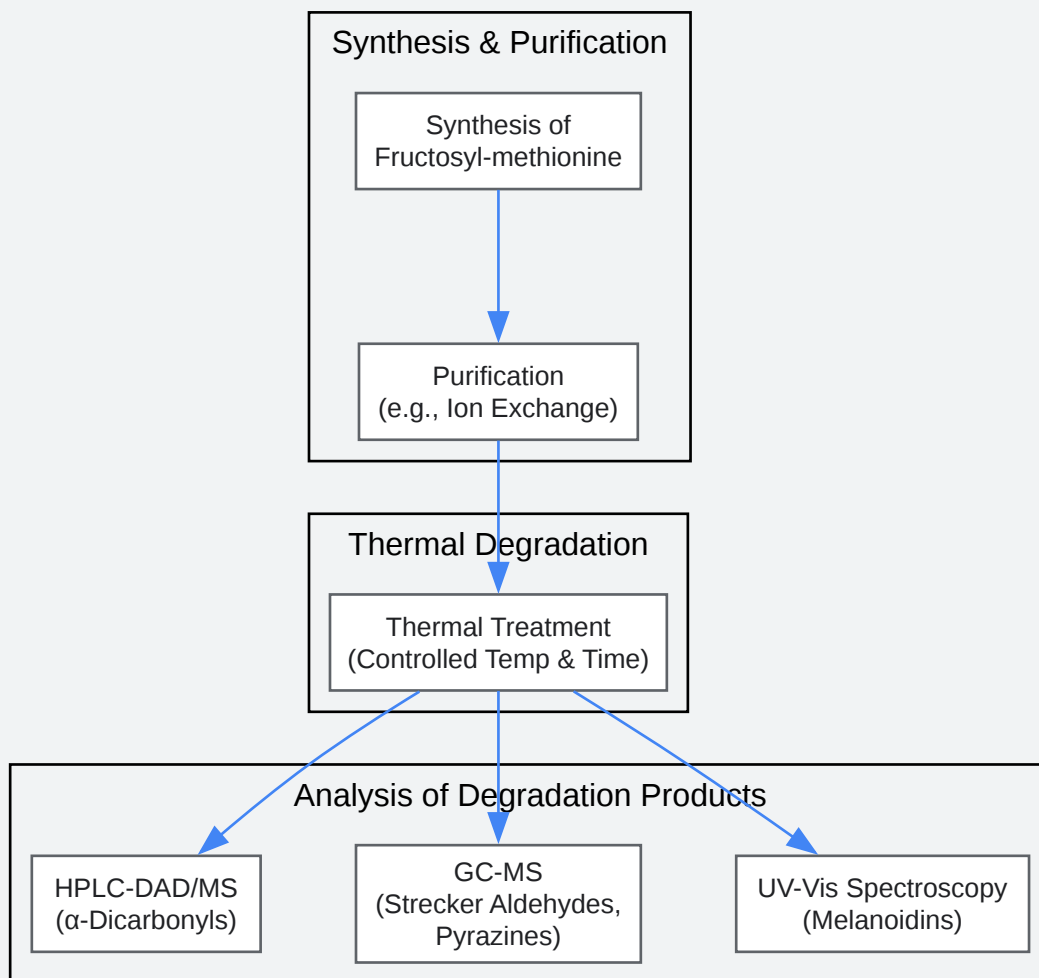 Synthesis & Purification
Synthesis of
Fructosyl-methionine
Purification
(e.g., Ion Exchange)
Thermal Degradation
Thermal Treatment
(Controlled Temp & Time)
Analysis of Degradation Products
HPLC-DAD/MS
(α-Dicarbonyls)
GC-MS
(Strecker Aldehydes,
Pyrazines)
UV-Vis Spectroscopy
(Melanoidins)